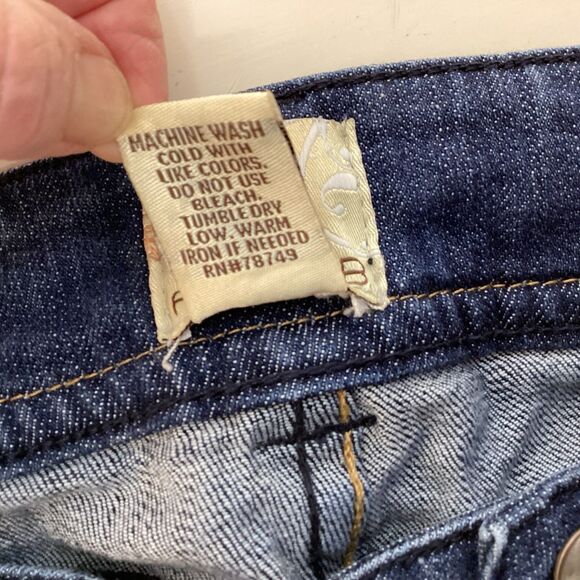 MACHINE WASH
COLD WITH
LIKE COLORS.
DO NOT USE
BLEACH.
TUMBLE DRY
LOW. WARM
IRON IF NEEDED
RN#78749
B